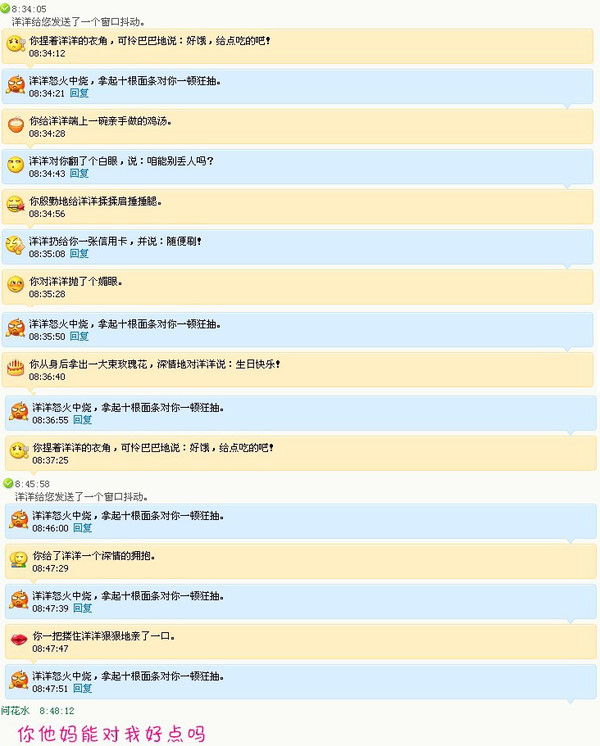 8:34:05
洋洋给您发送了一个窗口抖动。
你捏着洋洋的衣角，可怜巴巴地说：好饿，给点吃的吧！
08:34:12
洋洋怒火中烧，拿起十根面条对你一顿狂抽。
08:34:21 回复
你给洋洋端上一碗亲手做的鸡汤。
08:34:28
洋洋对你翻了个白眼，说：咱能别丢人吗？
08:34:43 回复
你殷勤地给洋洋揉揉肩捶捶腿。
08:34:56
洋洋扔给你一张信用卡，并说：随便刷！
08:35:08 回复
你对洋洋抛了个媚眼。
08:35:28
洋洋怒火中烧，拿起十根面条对你一顿狂抽。
08:35:50 回复
你从身后拿出一大束玫瑰花，深情地对洋洋说：生日快乐！
08:36:40
洋洋怒火中烧，拿起十根面条对你一顿狂抽。
08:36:55 回复
你捏着洋洋的衣角，可怜巴巴地说：好饿，给点吃的吧！
08:37:25
8:45:58
洋洋给您发送了一个窗口抖动。
洋洋怒火中烧，拿起十根面条对你一顿狂抽。
08:46:00 回复
你给了洋洋一个深情的拥抱。
08:47:29
洋洋怒火中烧，拿起十根面条对你一顿狂抽。
08:47:39 回复
你一把搂住洋洋狠狠地亲了一口。
08:47:47
洋洋怒火中烧，拿起十根面条对你一顿狂抽。
08:47:51 回复
问花水 8:48:12
你他妈能对我好点吗